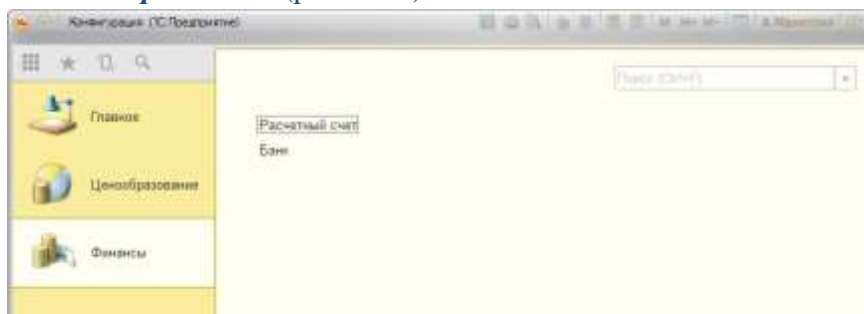 Конфигурация (1С:Предприятие)
M M+ M-
Поиск (Ctrl+F)
Главное
Расчетный счет
Банк
Ценообразование
Финансы